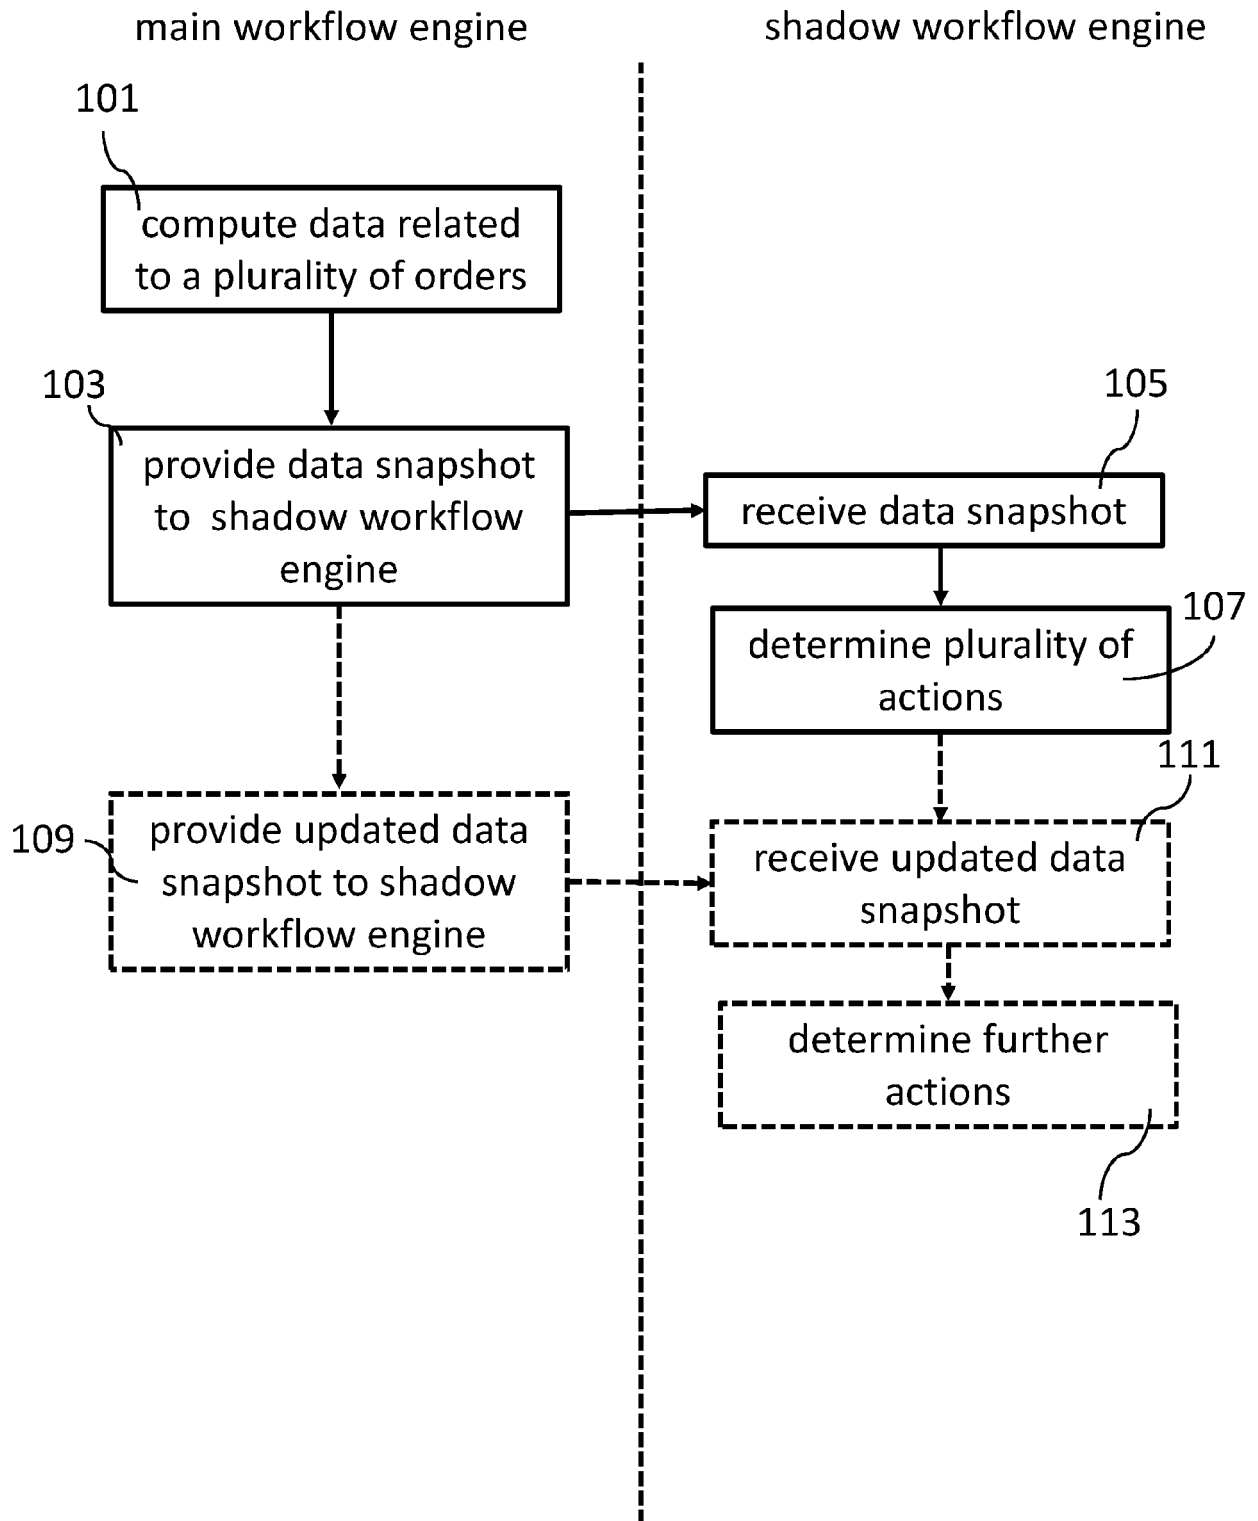 main workflow engine
shadow workflow engine
101
compute data related
to a plurality of orders
103
provide data snapshot
to shadow workflow
engine
105
receive data snapshot
107
determine plurality of
actions
109
provide updated data
snapshot to shadow
workflow engine
111
receive updated data
snapshot
determine further
actions
113